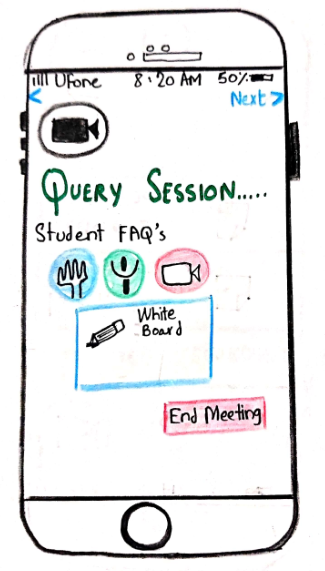 Ufone 8:20 AM 50%
Next >
QUERY SESSION.....
Student FAQ's
White
Board
End Meeting